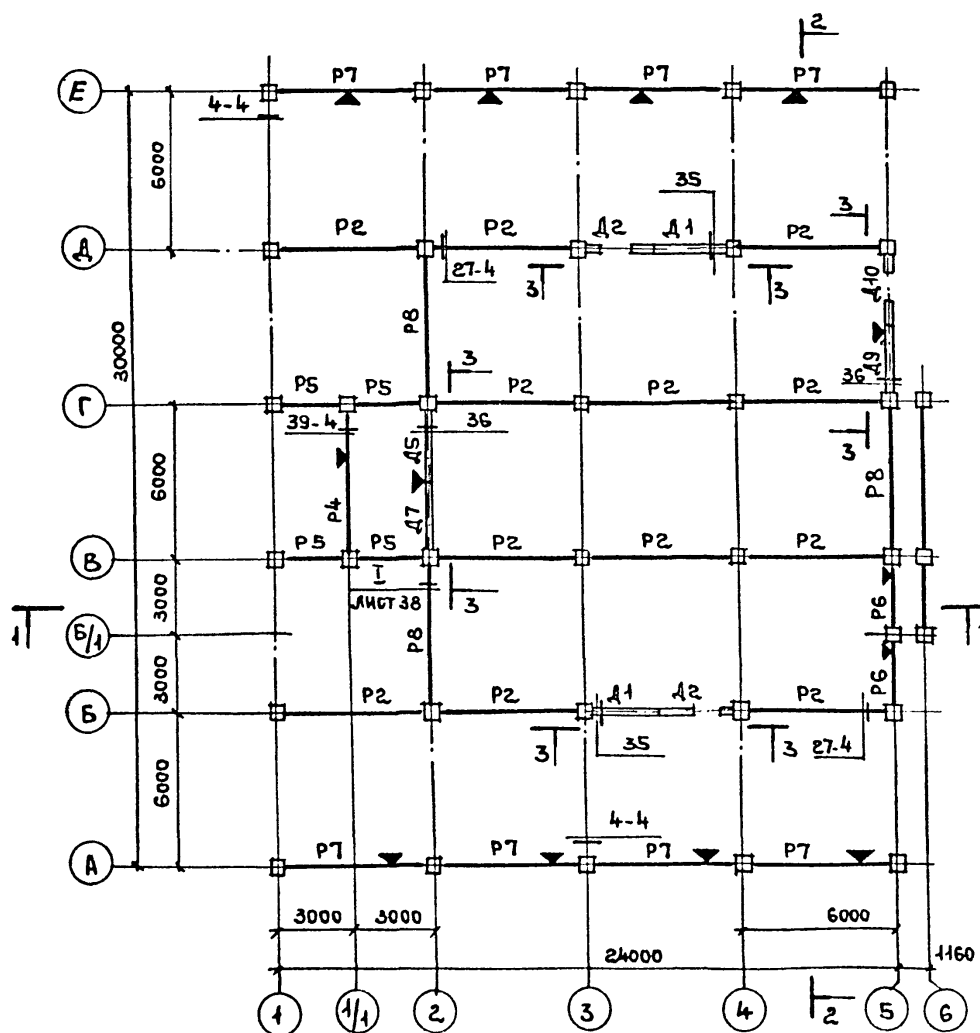 2
Е
Р7 Р7 Р7 Р7
4-4
6000
35
3
Д
Р2 Р2 Д2 Д1 Р2
27-4
3 3
Д10
30000
Р8
3
Д9
36
Г
Р5 Р5 Р2 Р2 Р2
39-4
36
3
Д5
6000
Р4
Д7
Р8
В
Р5 Р5 Р2 Р2 Р2
I
ЛИСТ 38
3
Р6
3000
1
Б/1
Р8
Р6
3000
Б
Р2 Р2 Д1 Д2 Р2
3 35 3 27-4
6000
4-4
А
Р7 Р7 Р7 Р7
3000 3000 6000
24000 1160
1 1/1 2 3 4 2 5 6